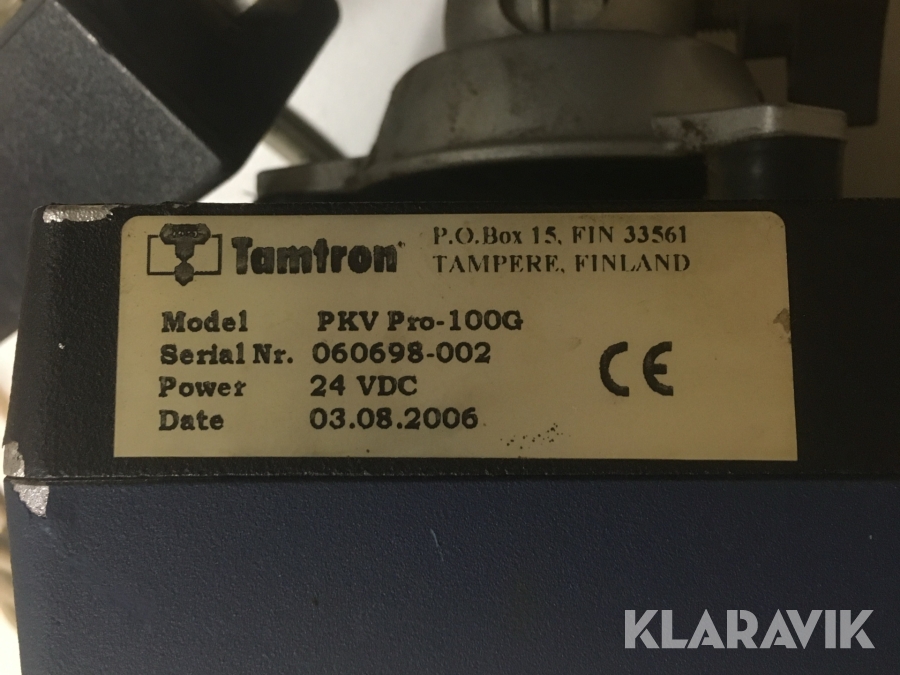 Tamtron
P.O.Box 15, FIN 33561
TAMPERE, FINLAND
Model PKV Pro-100G
Serial Nr. 060698-002
Power 24 VDC
Date 03.08.2006
CE
KLARAVIK